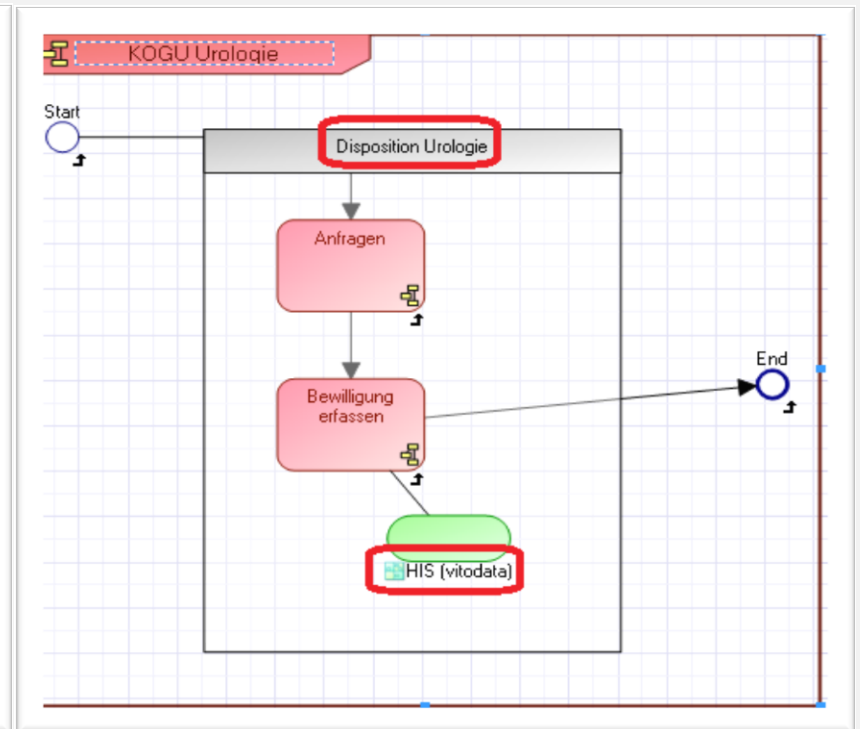 KOGU Urologie
Start
Disposition Urologie
Anfragen
End
Bewilligung
erfassen
HIS (vitodata)